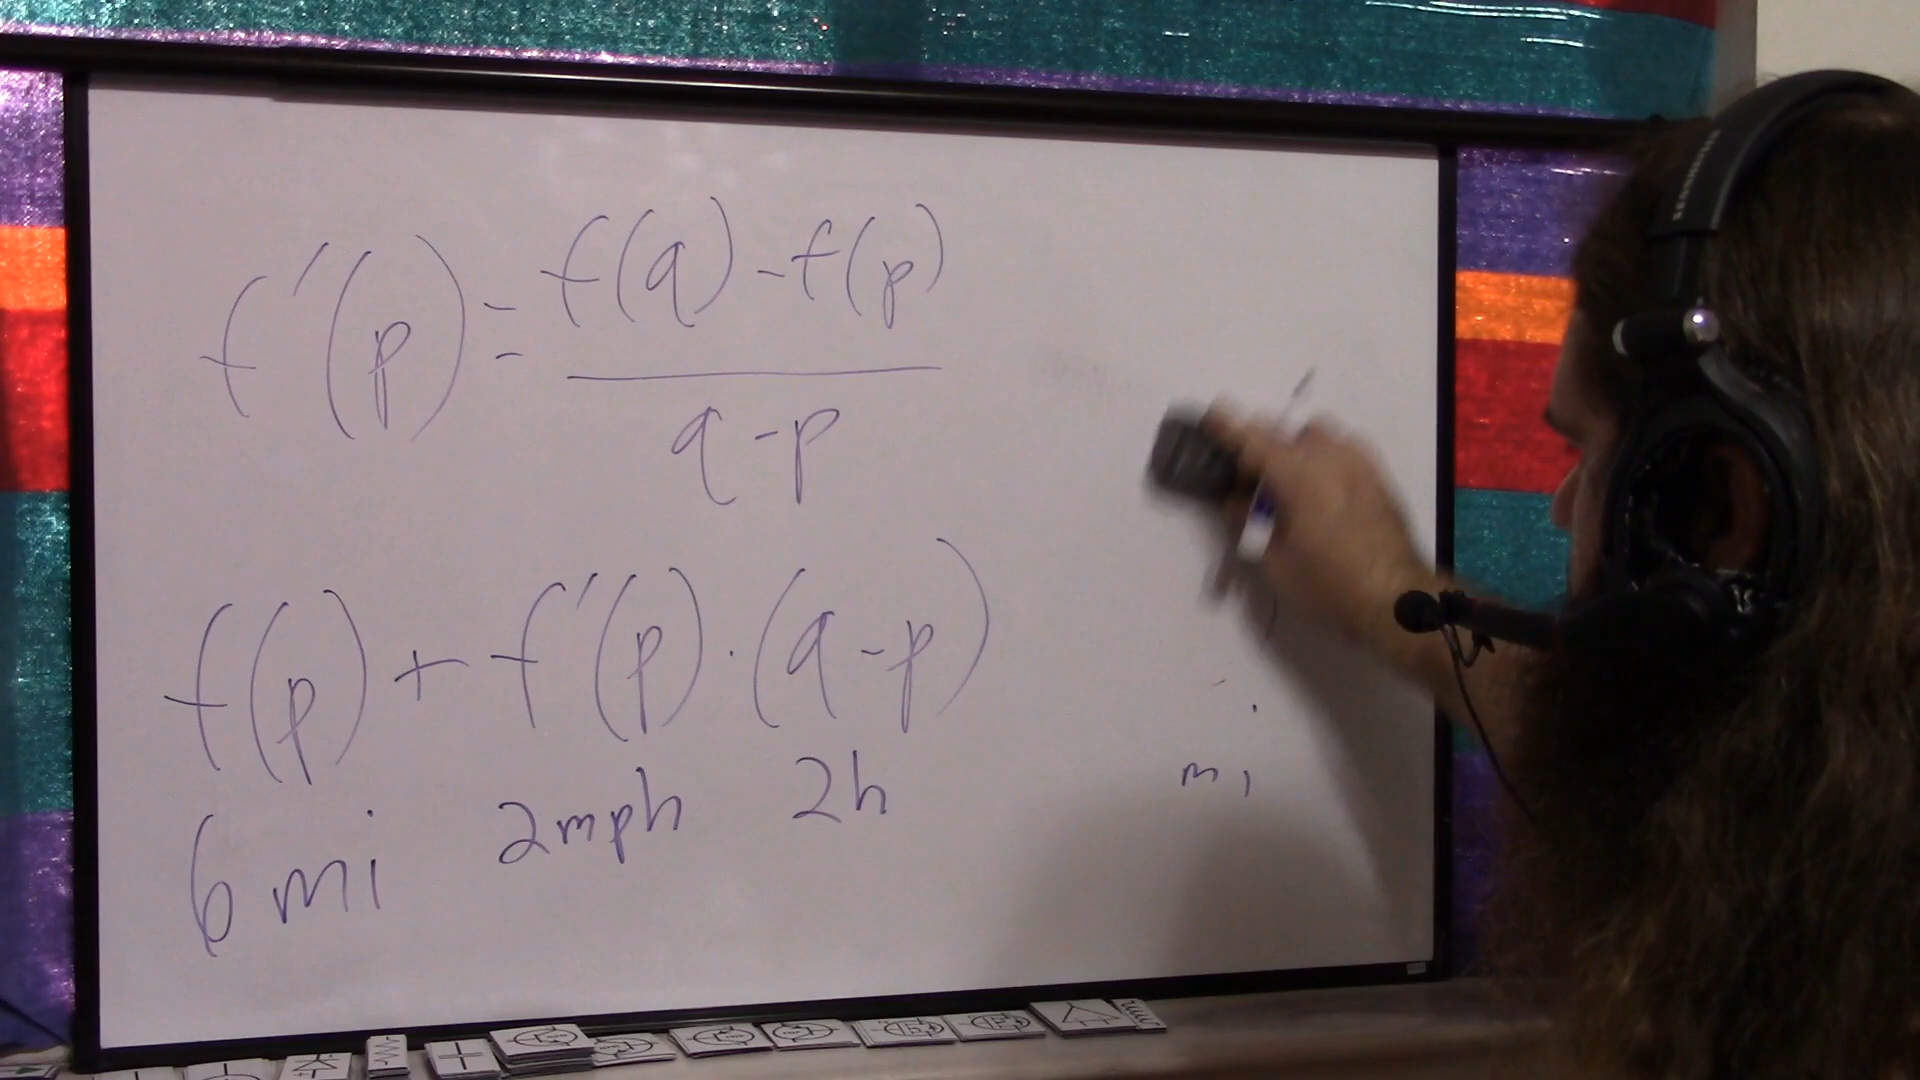 f'(p) = f(q) - f(p)
q - p
f(p) + f'(p) · (q - p)
6 mi 2mph 2h
mi